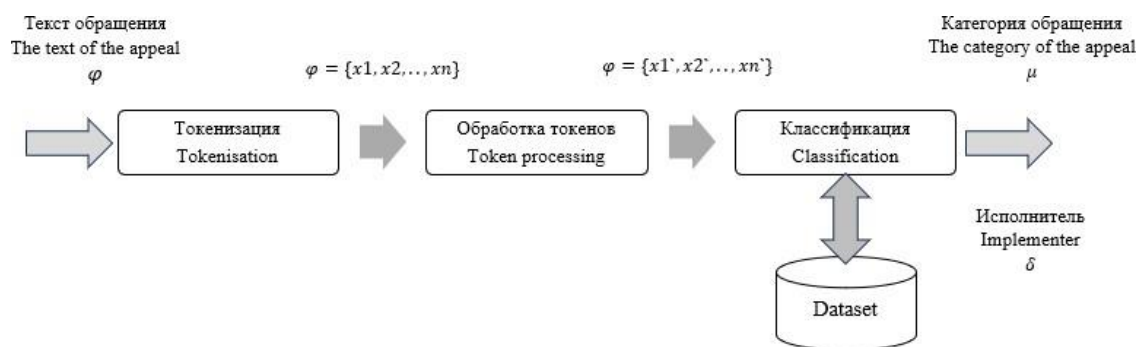 Текст обращения
The text of the appeal
φ
φ = {x1, x2, . . , xn}
φ = {x1`, x2`, . . , xn`}
Категория обращения
The category of the appeal
μ
Токенизация
Tokenisation
Обработка токенов
Token processing
Классификация
Classification
Исполнитель
Implementer
δ
Dataset